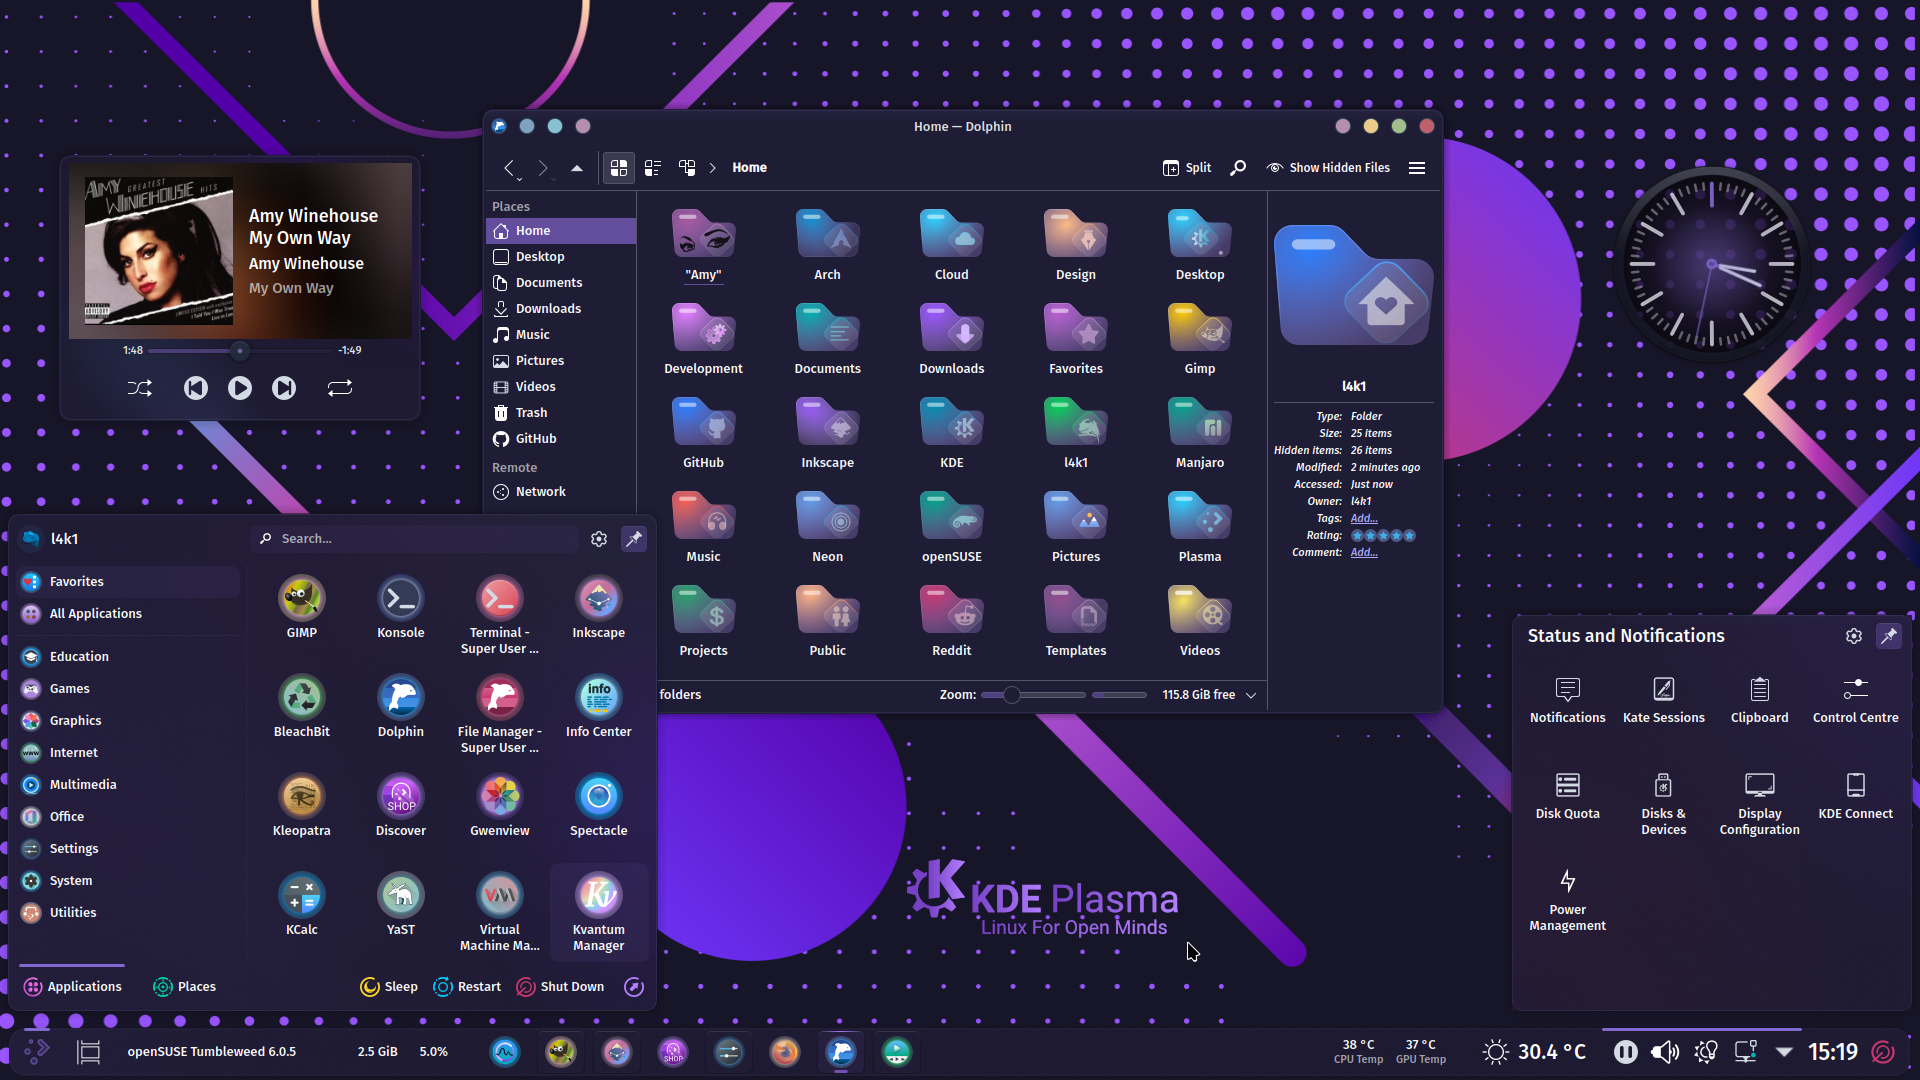 Home — Dolphin
Split
Show Hidden Files
Home
Places
Home
Desktop
Documents
Downloads
Music
Pictures
Videos
Trash
GitHub
Remote
Network
"Amy"
Arch
Cloud
Design
Desktop
Development
Documents
Downloads
Favorites
Gimp
GitHub
Inkscape
KDE
l4k1
Manjaro
Music
Neon
openSUSE
Pictures
Plasma
Projects
Public
Reddit
Templates
Videos
folders
Zoom:
115.8 GiB free
l4k1
Type: Folder
Size: 25 items
Hidden items: 26 items
Modified: 2 minutes ago
Accessed: Just now
Owner: l4k1
Tags: Add...
Rating:
Comment: Add...
AMY
GREATEST HITS
WINEHOUSE
Amy Winehouse
My Own Way
Amy Winehouse
My Own Way
1:48
-1:49
l4k1
Search...
Favorites
All Applications
Education
Games
Graphics
Internet
Multimedia
Office
Settings
System
Utilities
GIMP
Konsole
Terminal -
Super User ...
Inkscape
BleachBit
Dolphin
File Manager -
Super User ...
info
Info Center
Kleopatra
SHOP
Discover
Gwenview
Spectacle
KCalc
YaST
Virtual
Machine Ma...
Kvantum
Manager
Applications
Places
Sleep
Restart
Shut Down
KDE Plasma
Linux For Open Minds
Status and Notifications
Notifications
Kate Sessions
Clipboard
Control Centre
Disk Quota
Disks &
Devices
Display
Configuration
KDE Connect
Power
Management
openSUSE Tumbleweed 6.0.5
2.5 GiB
5.0%
SHOP
38 °C
CPU Temp
37 °C
GPU Temp
30.4 °C
15:19